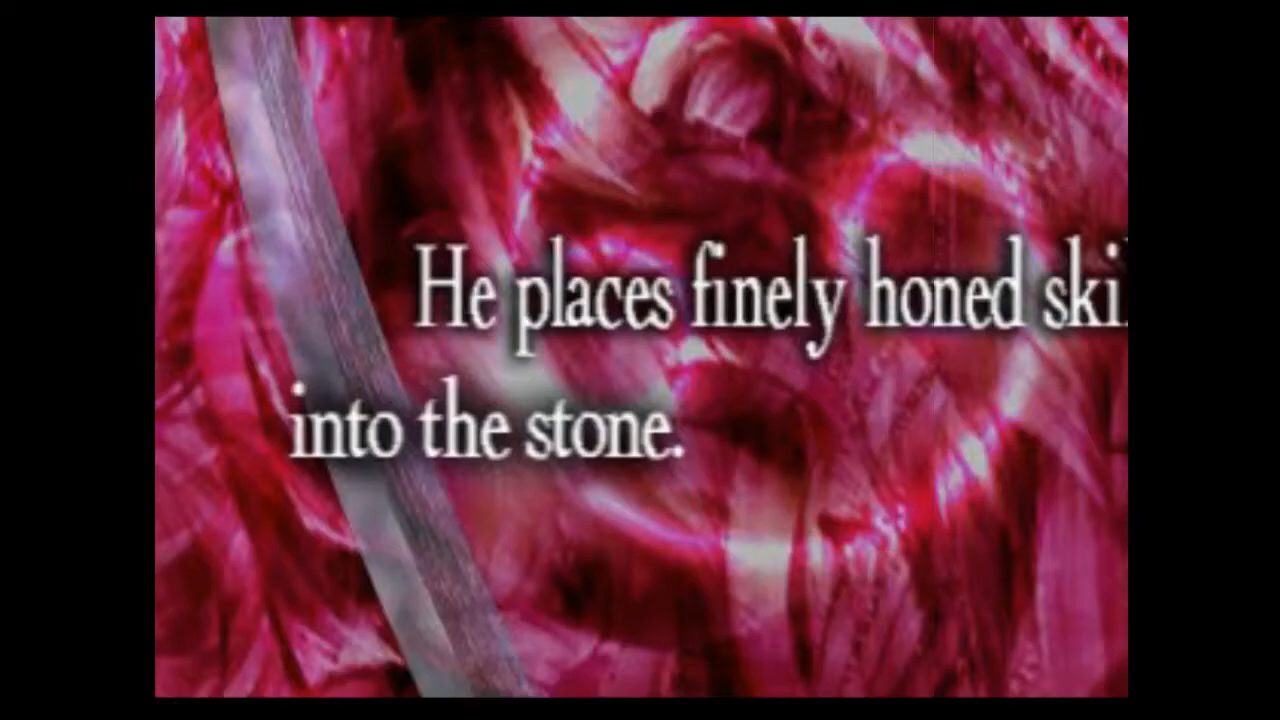 He places finely honed
into the stone.